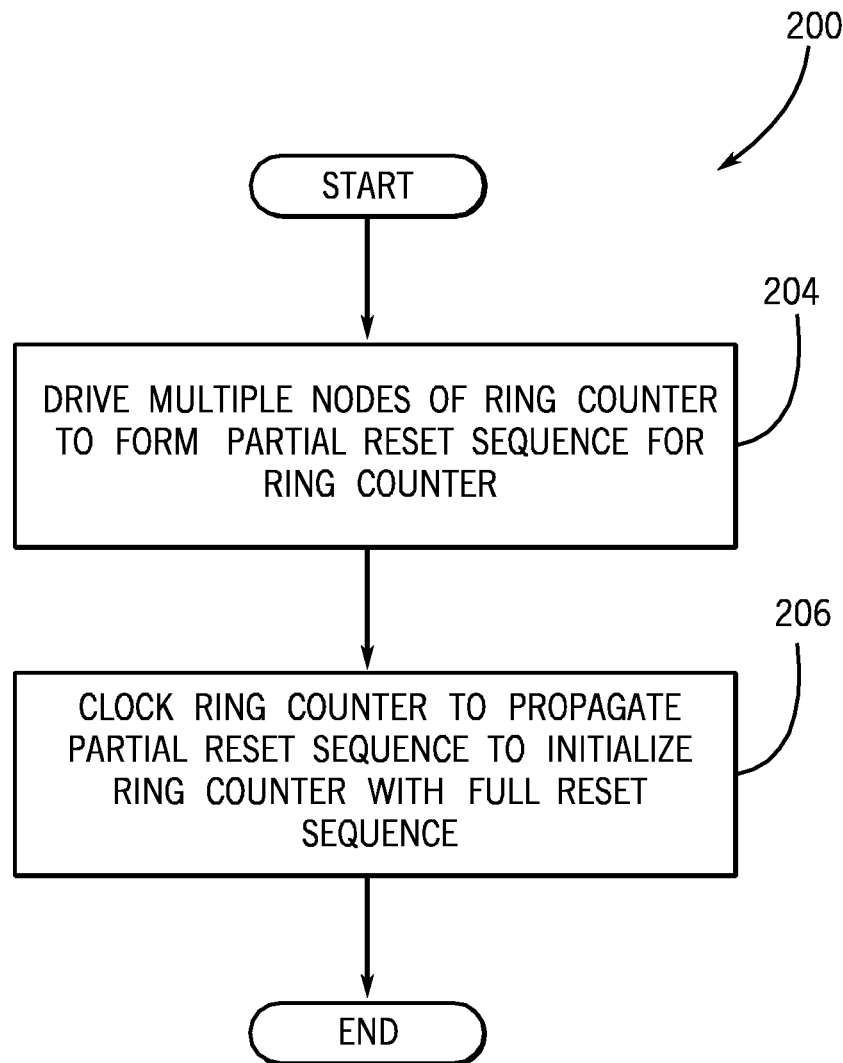 200
START
204
DRIVE MULTIPLE NODES OF RING COUNTER
TO FORM PARTIAL RESET SEQUENCE FOR
RING COUNTER
206
CLOCK RING COUNTER TO PROPAGATE
PARTIAL RESET SEQUENCE TO INITIALIZE
RING COUNTER WITH FULL RESET
SEQUENCE
END